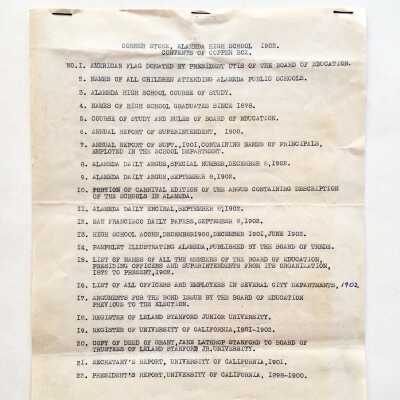 CORNER STONE, ALAMEDA HIGH SCHOOL 1902.
CONTENTS OF COPPER BOX.
NO.1. AMERICAN FLAG DONATED BY PRESIDENT OTIS OF THE BOARD OF EDUCATION.
2. NAMES OF ALL CHILDREN ATTENDING ALAMEDA PUBLIC SCHOOLS.
3. ALAMEDA HIGH SCHOOL COURSE OF STUDY.
4. NAMES OF HIGH SCHOOL GRADUATES SINCE 1878.
5. COURSE OF STUDY AND RULES OF BOARD OF EDUCATION.
6. ANNUAL REPORT OF SUPERINTENDENT, 1902.
7. ANNUAL REPORT OF SUPT.,1901,CONTAINING NAMES OF PRINCIPALS,
EMPLOYED IN THE SCHOOL DEPARTMENT.
8. ALAMEDA DAILY ARGUS,SPECIAL NUMBER,DECEMBER 8,1902.
9. ALAMEDA DAILY ARGUS, SEPTEMBER 8,1902.
10. PORTION OF CARNIVAL EDITION OF THE ARGUS CONTAINING DESCRIPTION
OF THE SCHOOLS IN ALAMEDA.
11. ALAMEDA DAILY ENCINAL,SEPTEMBER 6,1902.
12. SAN FRANCISCO DAILY PAPERS,SEPTEMBER 9,1902.
13. HIGH SCHOOL ACORN,DECEMBER1900,DECEMBER 1901,JUNE 1902.
14. PAMPHLET ILLUSTRATING ALAMEDA,PUBLISHED BY THE BOARD OF TRADE.
15. LIST OF NAMES OF ALL THE MEMBERS OF THE BOARD OF EDUCATION,
PRESIDING OFFICERS AND SUPERINTENDENTS FROM ITS ORGANIZATION,
1872 TO PRESENT,1902.
16. LIST OF ALL OFFICERS AND EMPLOYEES IN SEVERAL CITY DEPARTMENTS, 1902
17. ARGUMENTS FOR THE BOND ISSUE BY THE BOARD OF EDUCATION
PREVIOUS TO THE ELECTION.
18. REGISTER OF LELAND STANFORD JUNIOR UNIVERSITY.
19. REGISTER OF UNIVERSITY OF CALIFORNIA,1901-1902.
20. COPY OF DEED OF GRANT,JANE LATHROP STANFORD TO BOARD OF
TRUSTEES OF LELAND STANFORD JR.UNIVERSITY.
21. SECRATARY'S REPORT, UNIVERSITY OF CALIFORNIA,1901.
22. PRESIDENT'S REPORT,UNIVERSITY OF CALIFORNIA, 1898-1900.